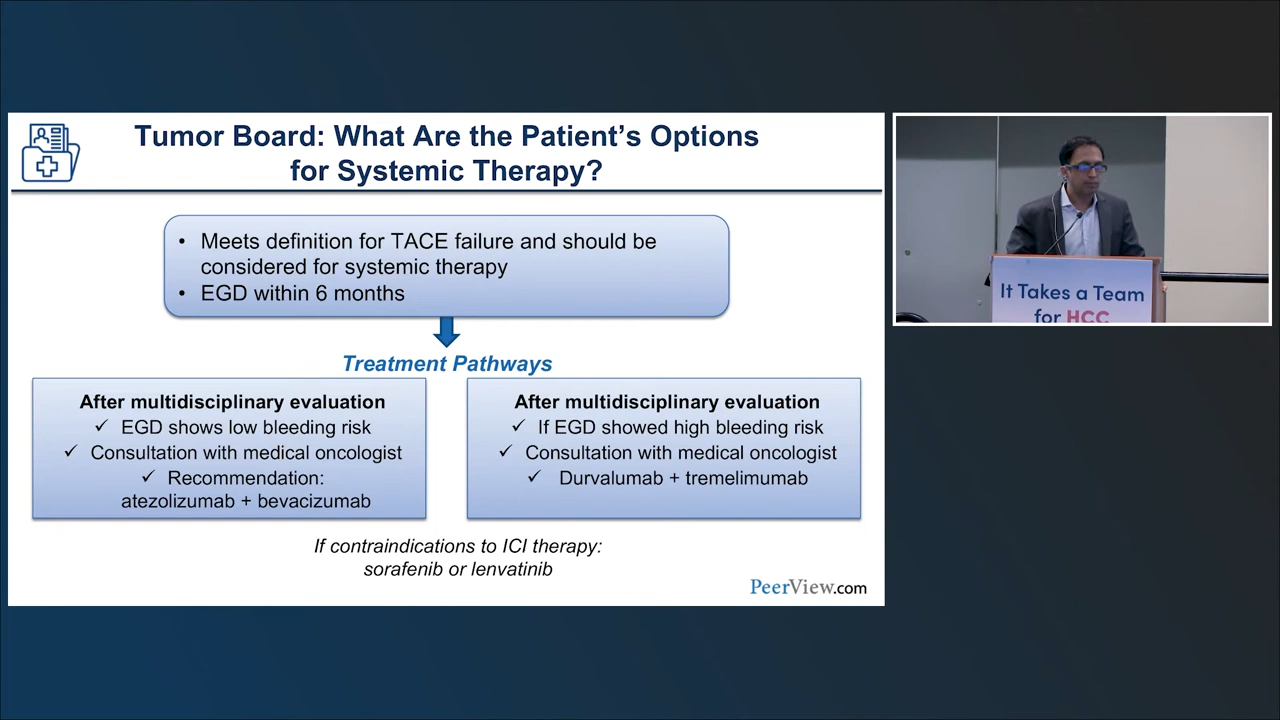 Tumor Board: What Are the Patient's Options
for Systemic Therapy?
• Meets definition for TACE failure and should be
considered for systemic therapy
• EGD within 6 months
Treatment Pathways
After multidisciplinary evaluation
✓ EGD shows low bleeding risk
✓ Consultation with medical oncologist
✓ Recommendation:
atezolizumab + bevacizumab
After multidisciplinary evaluation
✓ If EGD showed high bleeding risk
✓ Consultation with medical oncologist
✓ Durvalumab + tremelimumab
If contraindications to ICI therapy:
sorafenib or lenvatinib
PeerView.com
It Takes a Team
for HCC